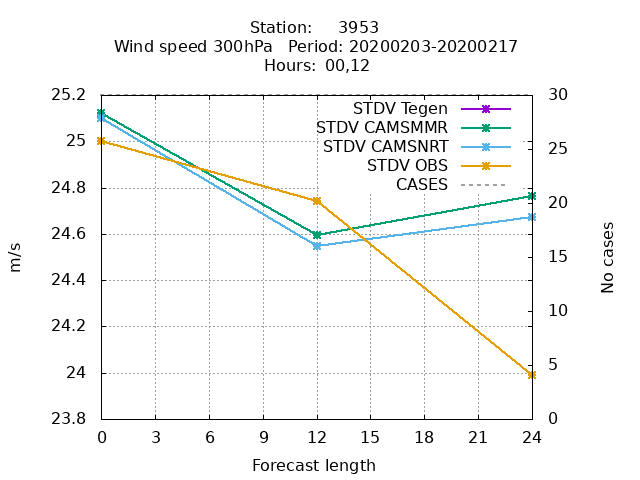 Station: 3953
Wind speed 300hPa Period: 20200203-20200217
Hours: 00,12
25.2
25
24.8
24.6
24.4
24.2
24
23.8
m/s
STDV Tegen
STDV CAMSMMR
STDV CAMSNRT
STDV OBS
CASES
30
25
20
15
10
5
0
No cases
0 3 6 9 12 15 18 21 24
Forecast length